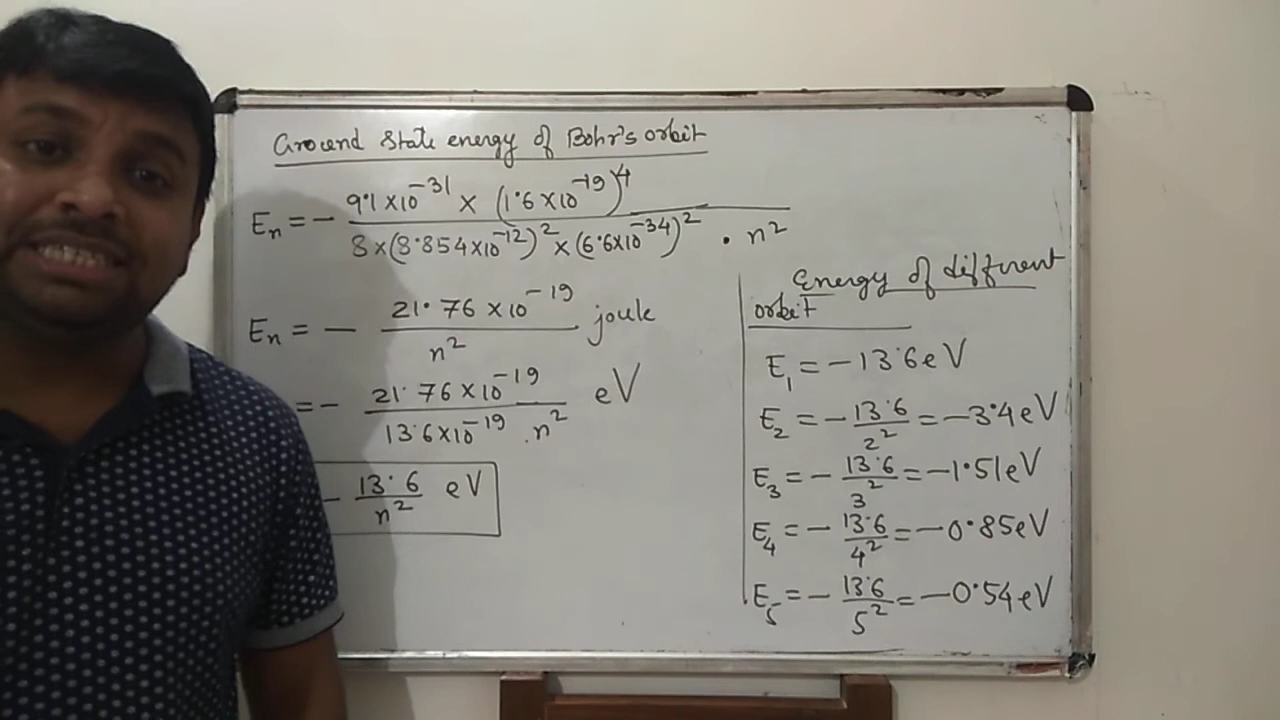 Ground State energy of Bohr's orbit
Eₙ = − 9.1 × 10⁻³¹ × (1.6 × 10⁻¹⁹)⁴ / 8 × (8.854 × 10⁻¹²)² × (6.6 × 10⁻³⁴)² . n²
Eₙ = − 21.76 × 10⁻¹⁹ / n² joule
= − 21.76 × 10⁻¹⁹ / 13.6 × 10⁻¹⁹ . n² eV
− 13.6 / n² eV
Energy of different
orbit
E₁ = − 13.6 eV
E₂ = − 13.6 / 2² = − 3.4 eV
E₃ = − 13.6 / 3² = − 1.51 eV
E₄ = − 13.6 / 4² = − 0.85 eV
E₅ = − 13.6 / 5² = − 0.54 eV